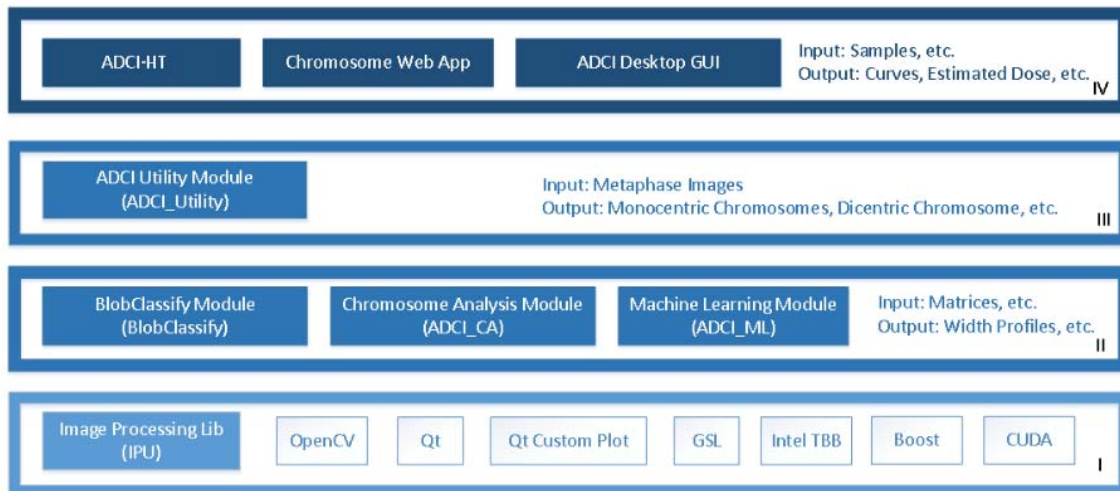 ADCI-HT
Chromosome Web App
ADCI Desktop GUI
Input: Samples, etc.
Output: Curves, Estimated Dose, etc.
IV
ADCI Utility Module
(ADCI_Utility)
Input: Metaphase Images
Output: Monocentric Chromosomes, Dicentric Chromosome, etc.
III
BlobClassify Module
(BlobClassify)
Chromosome Analysis Module
(ADCI_CA)
Machine Learning Module
(ADCI_ML)
Input: Matrices, etc.
Output: Width Profiles, etc.
II
Image Processing Lib
(IPU)
OpenCV
Qt
Qt Custom Plot
GSL
Intel TBB
Boost
CUDA
I